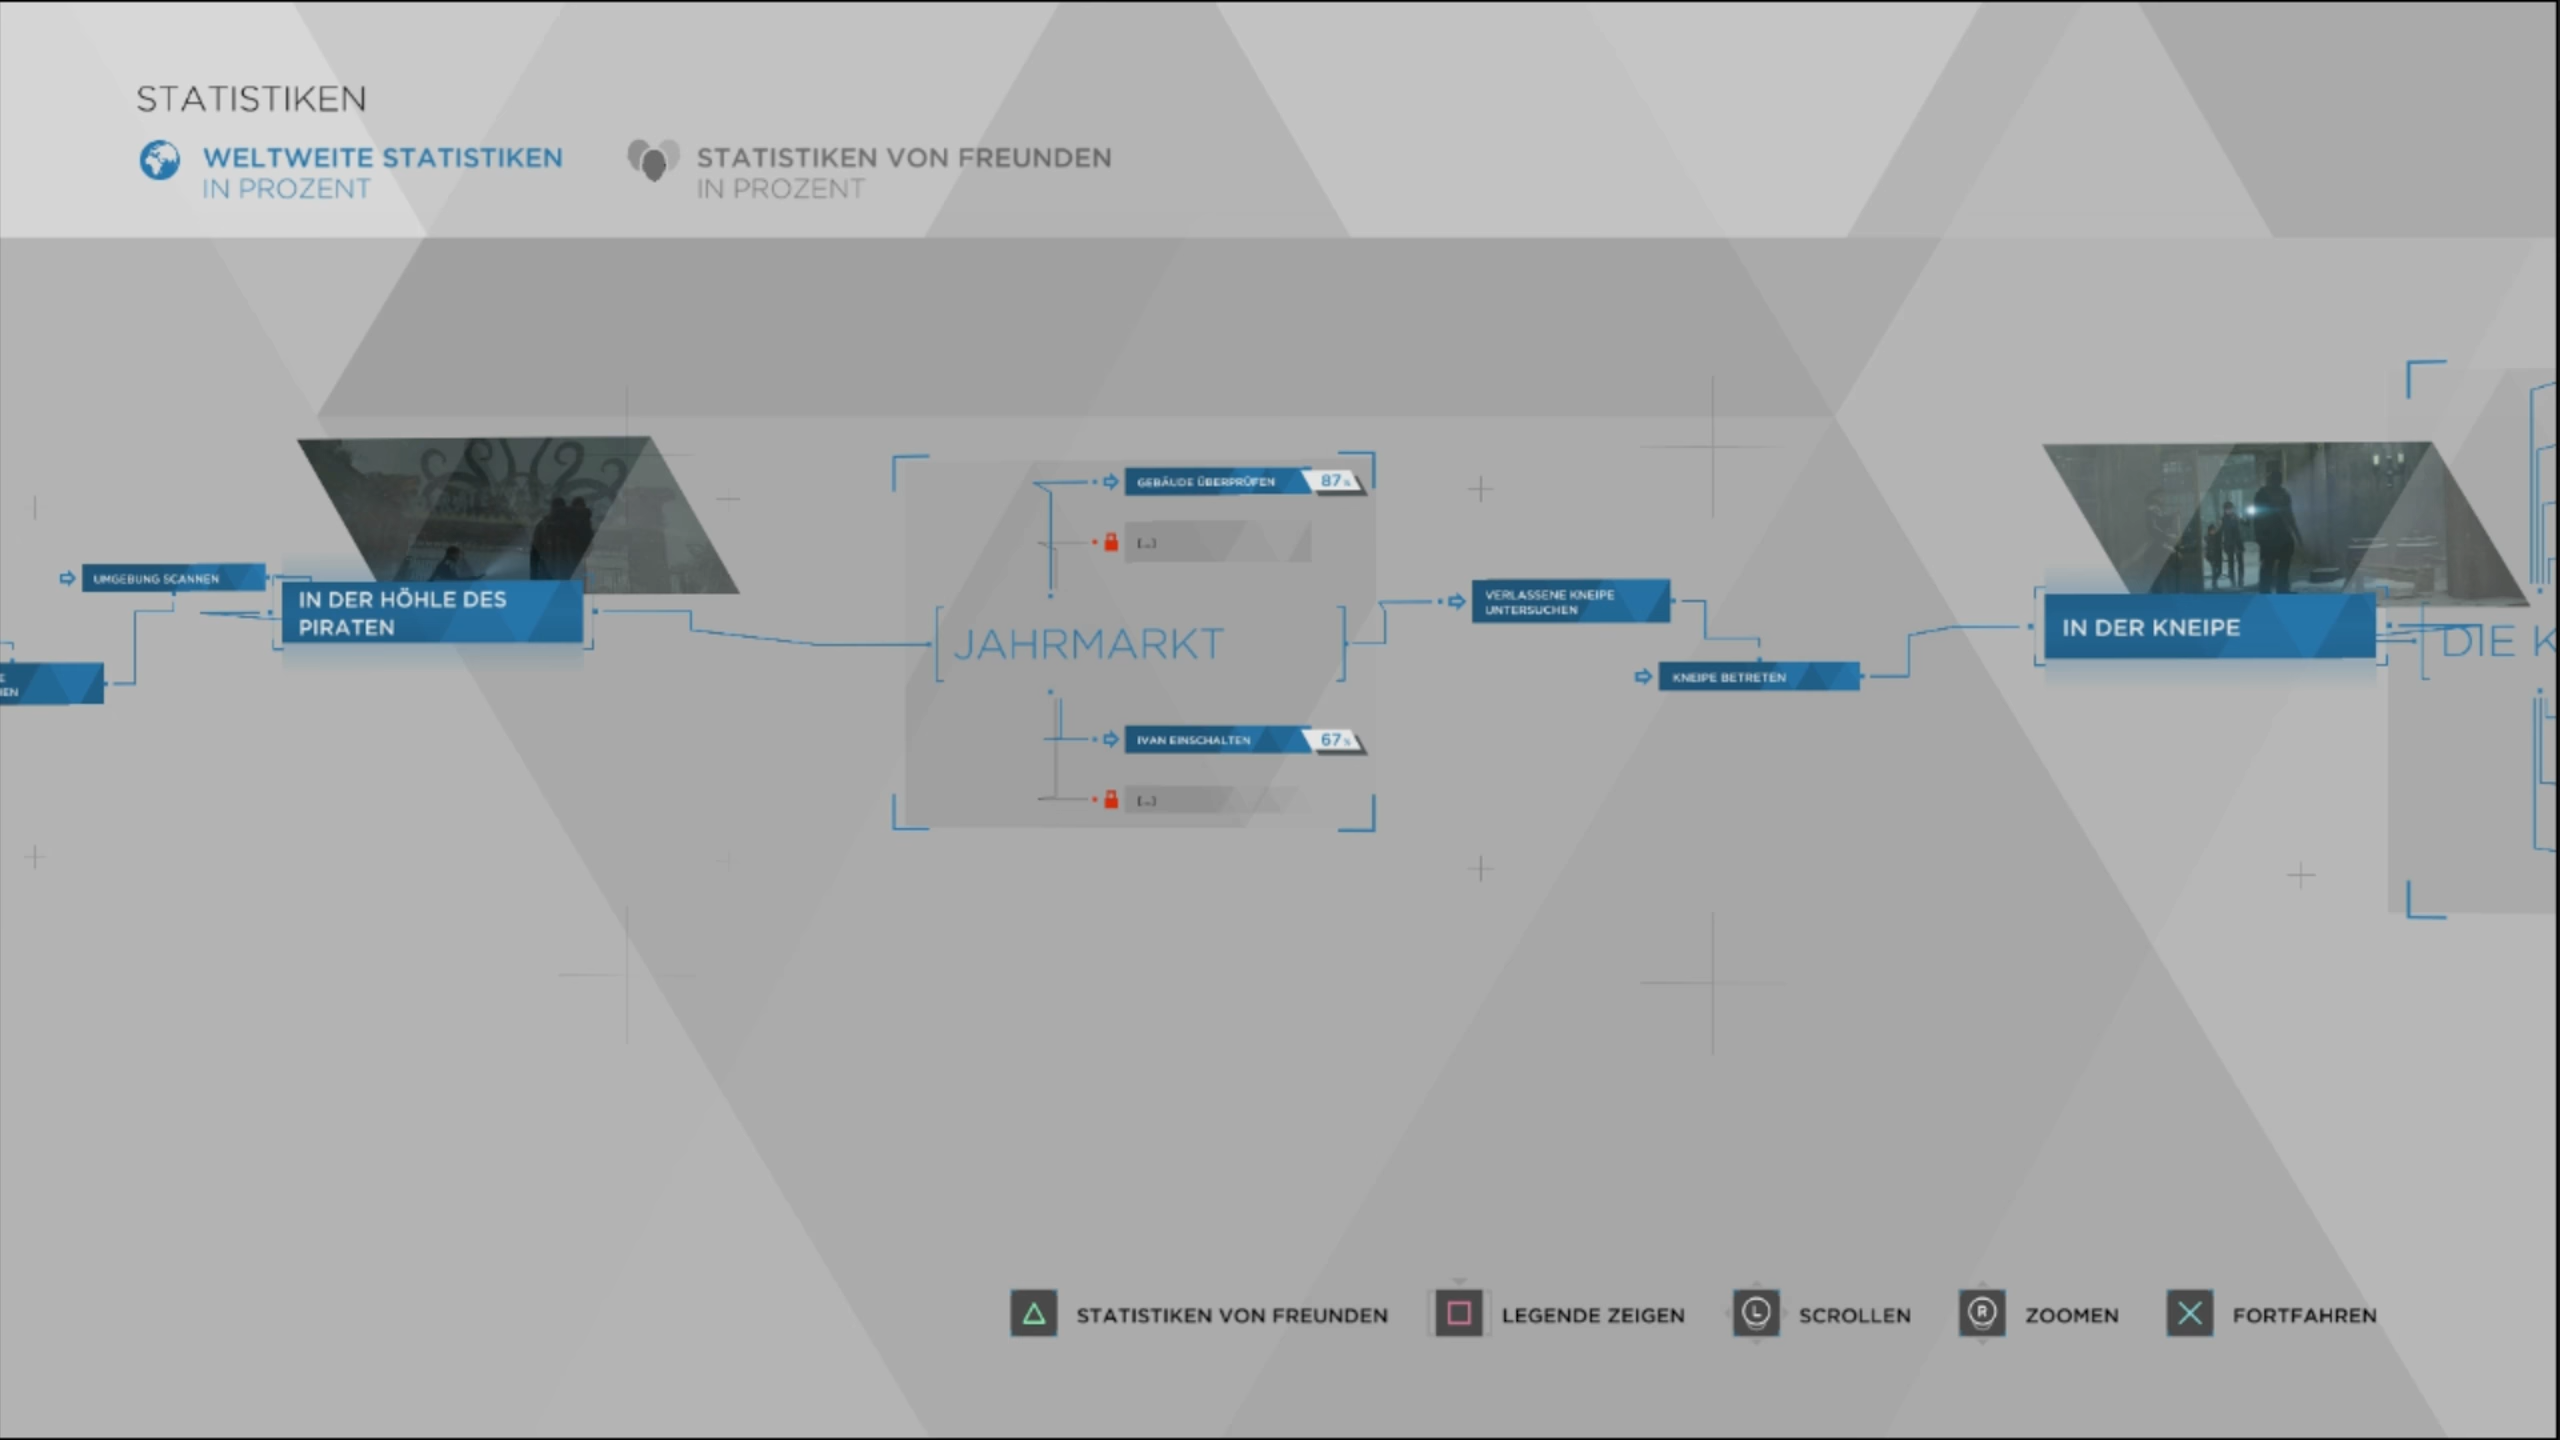 STATISTIKEN
WELTWEITE STATISTIKEN
IN PROZENT
STATISTIKEN VON FREUNDEN
IN PROZENT
UMGEBUNG SCANNEN
IN DER HÖHLE DES
PIRATEN
GEBÄUDE ÜBERPRÜFEN
87%
[...]
JAHRMARKT
IVAN EINSCHALTEN
67%
[...]
VERLASSENE KNEIPE
UNTERSUCHEN
KNEIPE BETRETEN
IN DER KNEIPE
DIE K
STATISTIKEN VON FREUNDEN
LEGENDE ZEIGEN
L
SCROLLEN
R
ZOOMEN
FORTFAHREN